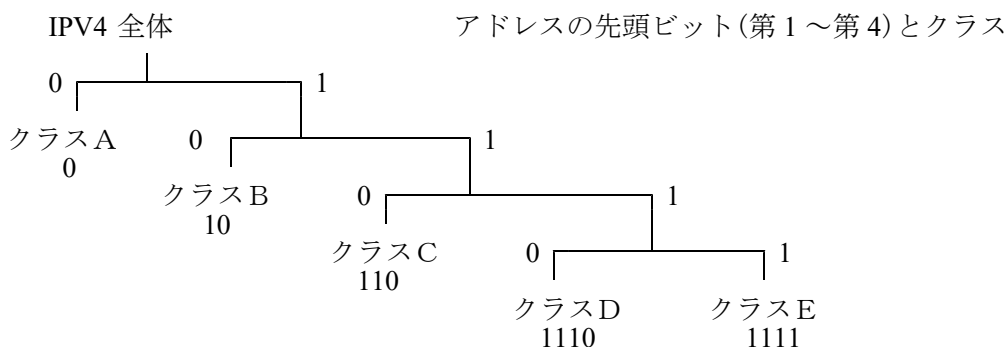 IPV4 全体
アドレスの先頭ビット(第1~第4)とクラス
0 1
クラスA
0
0 1
クラスB
10
0 1
クラスC
110
0 1
クラスD クラスE
1110 1111